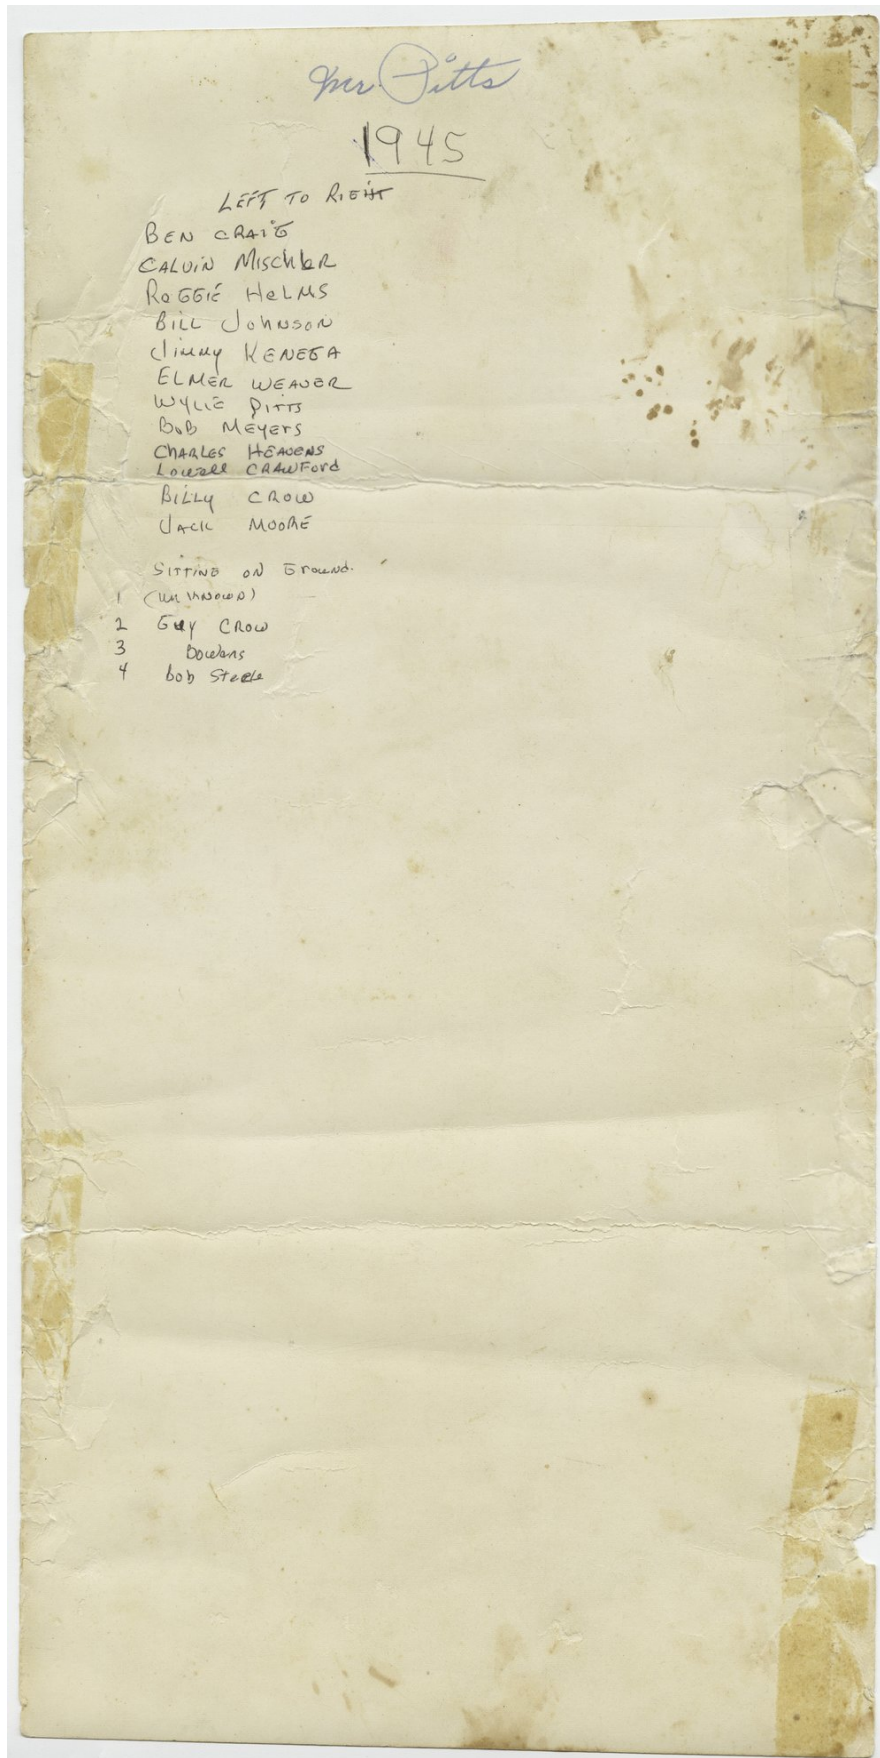 Mr. Pitts
1945
LEFT TO RIGHT
BEN CRAIG
CALVIN MISCHLER
REGGIE HELMS
BILL JOHNSON
JIMMY KENEGA
ELMER WEAVER
WYLIE PITTS
BOB MEYERS
CHARLES HEAVENS
LOWELL CRAWFORD
BILLY CROW
JACK MOORE
SITTING ON GROUND.
1 (UNKNOWN)
2 GUY CROW
3 Bowens
4 Bob Steele